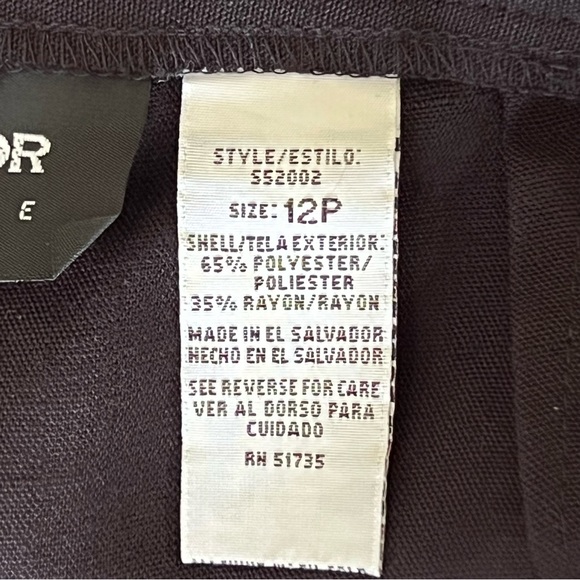 OR
E
STYLE/ESTILO:
S52002
SIZE: 12P
SHELL/TELA EXTERIOR:
65% POLYESTER/
POLIESTER
35% RAYON/RAYON
MADE IN EL SALVADOR
HECHO EN EL SALVADOR
SEE REVERSE FOR CARE
VER AL DORSO PARA
CUIDADO
RN 51735